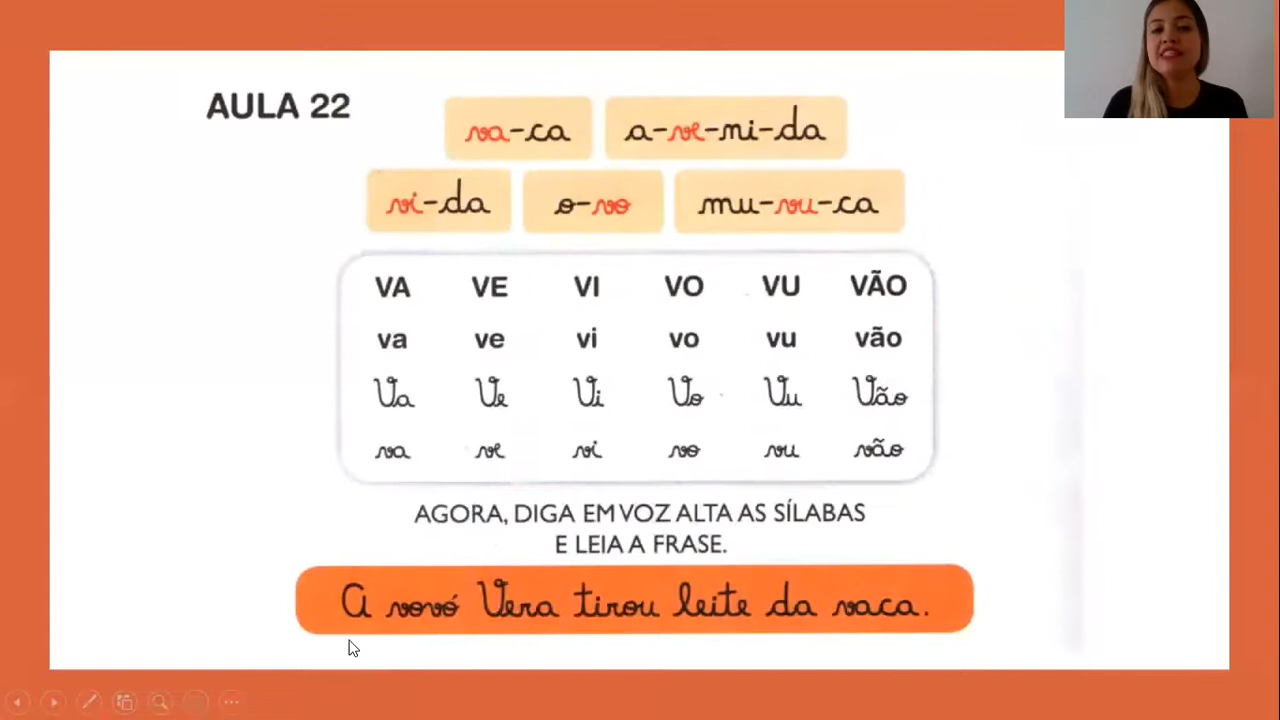 AULA 22
va-ca a-ve-ni-da
vi-da o-vo mu-vu-ca
VA VE VI VO VU VÃO
va ve vi vo vu vão
Va Ve Vi Vo Vu Vão
va ve vi vo vu vão
AGORA, DIGA EM VOZ ALTA AS SÍLABAS
E LEIA A FRASE.
A vovó Vera tirou leite da vaca.